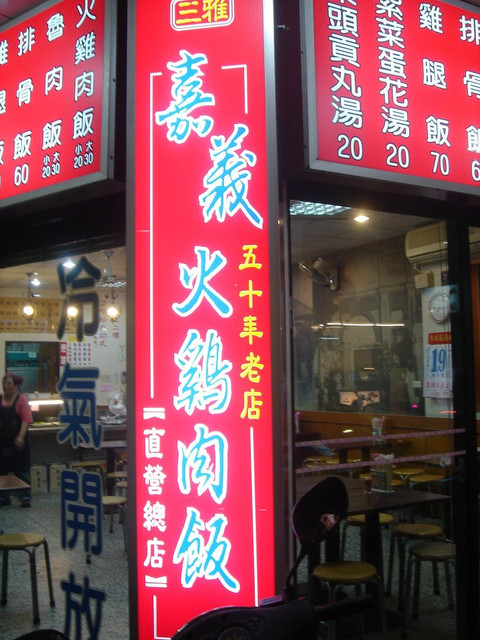 三雅
嘉義火鷄肉飯
五十年老店
【直營總店】
火雞肉飯 大30 小20
魯肉飯 大30 小20
排骨飯 60
排骨飯
雞腿飯 70
紫菜蛋花湯 20
頭貢丸湯 20
冷氣開放
19